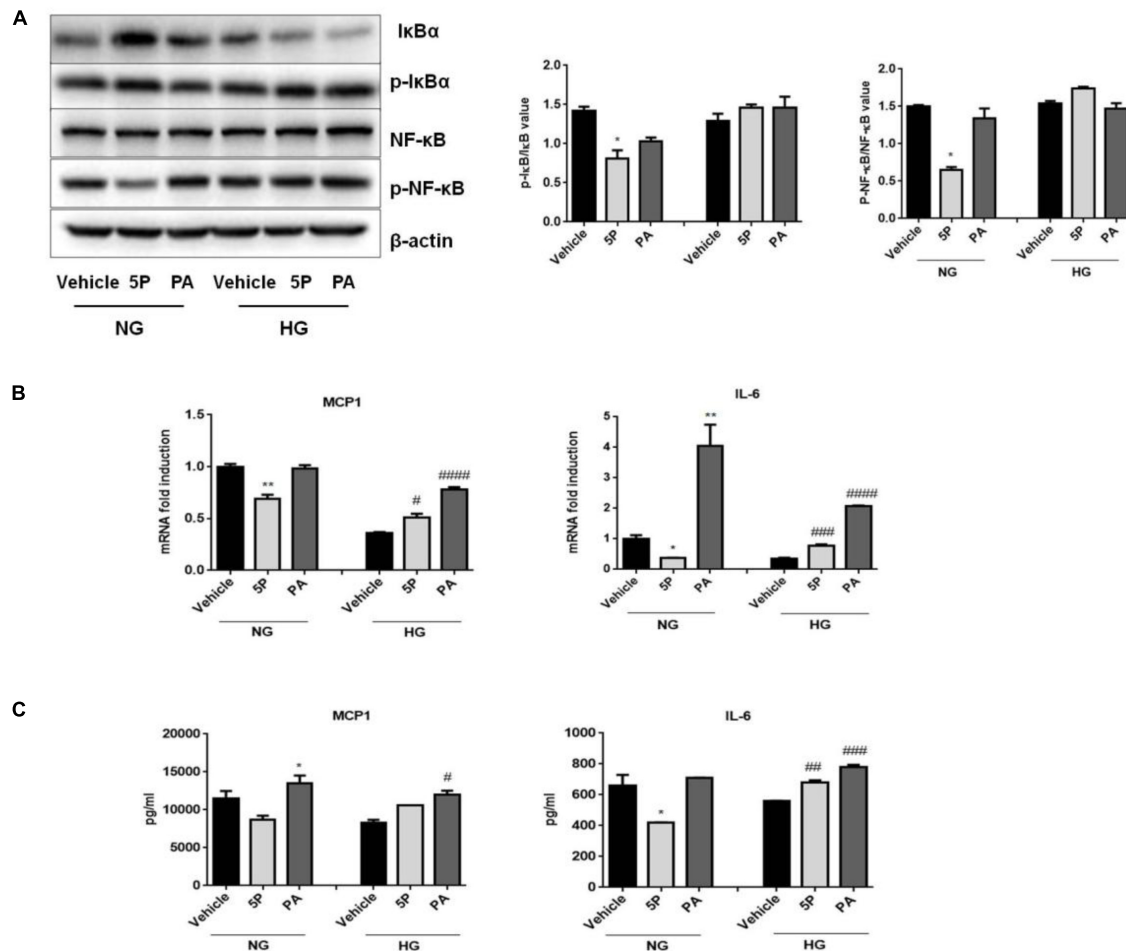 A
IκBα
p-IκBα
NF-κB
p-NF-κB
β-actin
Vehicle 5P PA Vehicle 5P PA
NG HG
p-IκB/IκB value
2.0
1.5
1.0
0.5
0.0
*
Vehicle 5P PA Vehicle 5P PA
P-NF-κB/NF-κB value
2.0
1.5
1.0
0.5
0.0
*
Vehicle 5P PA Vehicle 5P PA
NG HG
B
MCP1
mRNA fold induction
1.5
1.0
0.5
0.0
**
#
####
Vehicle 5P PA Vehicle 5P PA
NG HG
IL-6
mRNA fold induction
5
4
3
2
1
0
*
**
###
####
Vehicle 5P PA Vehicle 5P PA
NG HG
C
MCP1
pg/ml
20000
15000
10000
5000
0
*
#
Vehicle 5P PA Vehicle 5P PA
NG HG
IL-6
pg/ml
1000
800
600
400
200
0
*
##
###
Vehicle 5P PA Vehicle 5P PA
NG HG